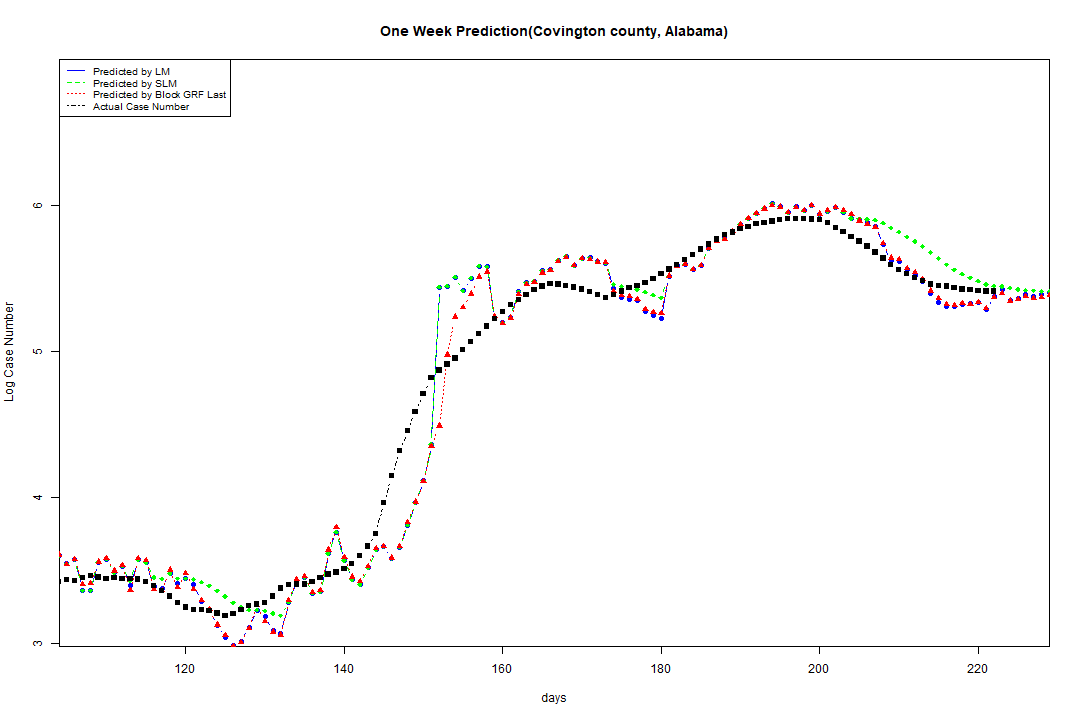 One Week Prediction(Covington county, Alabama)
Predicted by LM
Predicted by SLM
Predicted by Block GRF Last
Actual Case Number
Log Case Number
6
5
4
3
120 140 160 180 200 220
days